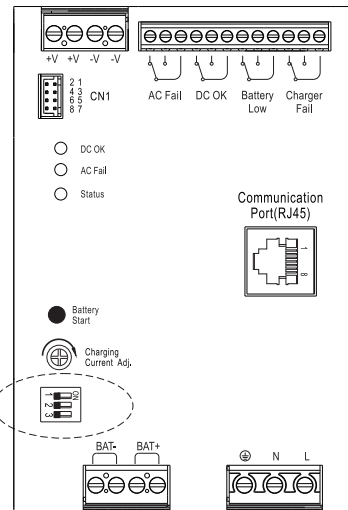 +V +V -V -V
2 1
4 3
6 5
8 7
CN1
AC Fail DC OK Battery Low Charger Fail
DC OK
AC Fail
Status
Communication
Port(RJ45)
1
8
Battery
Start
Charging
Current Adj.
ON
1
2
3
BAT- BAT+
N L